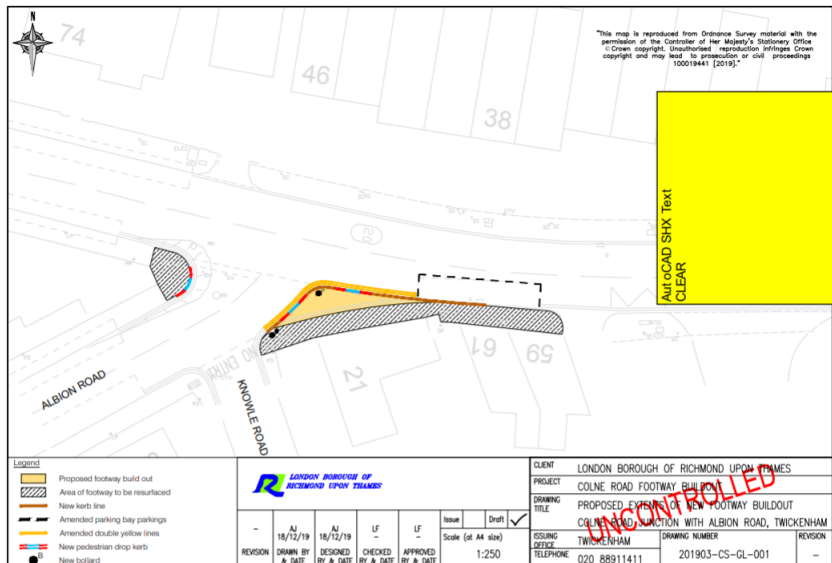 N
74
46
38
"This map is reproduced from Ordnance Survey material with the
permission of the Controller of Her Majesty's Stationery Office
© Crown copyright. Unauthorised reproduction infringes Crown
copyright and may lead to prosecution or civil proceedings
100019441 [2019]."
AutoCAD SHX Text
CLEAR
20
NO ENTRY
61
59
21
ALBION ROAD
KNOWLE ROAD
Legend
Proposed footway build out
Area of footway to be resurfaced
New kerb line
Amended parking bay parkings
Amended double yellow lines
New pedestrian drop kerb
B
New bollard
LONDON BOROUGH OF
RICHMOND UPON THAMES
Issue Draft ✓
Scale (at A4 size)
1:250
- AJ 18/12/19 AJ 18/12/19 LF - LF -
REVISION DRAWN BY & DATE DESIGNED BY & DATE CHECKED BY & DATE APPROVED BY & DATE
CLIENT LONDON BOROUGH OF RICHMOND UPON THAMES
PROJECT COLNE ROAD FOOTWAY BUILDOUT
DRAWING TITLE PROPOSED EXTENTS OF NEW FOOTWAY BUILDOUT
COLNE ROAD JUNCTION WITH ALBION ROAD, TWICKENHAM
UNCONTROLLED
ISSUING OFFICE TWICKENHAM
TELEPHONE 020 88911411
DRAWING NUMBER
201903-CS-GL-001
REVISION
-